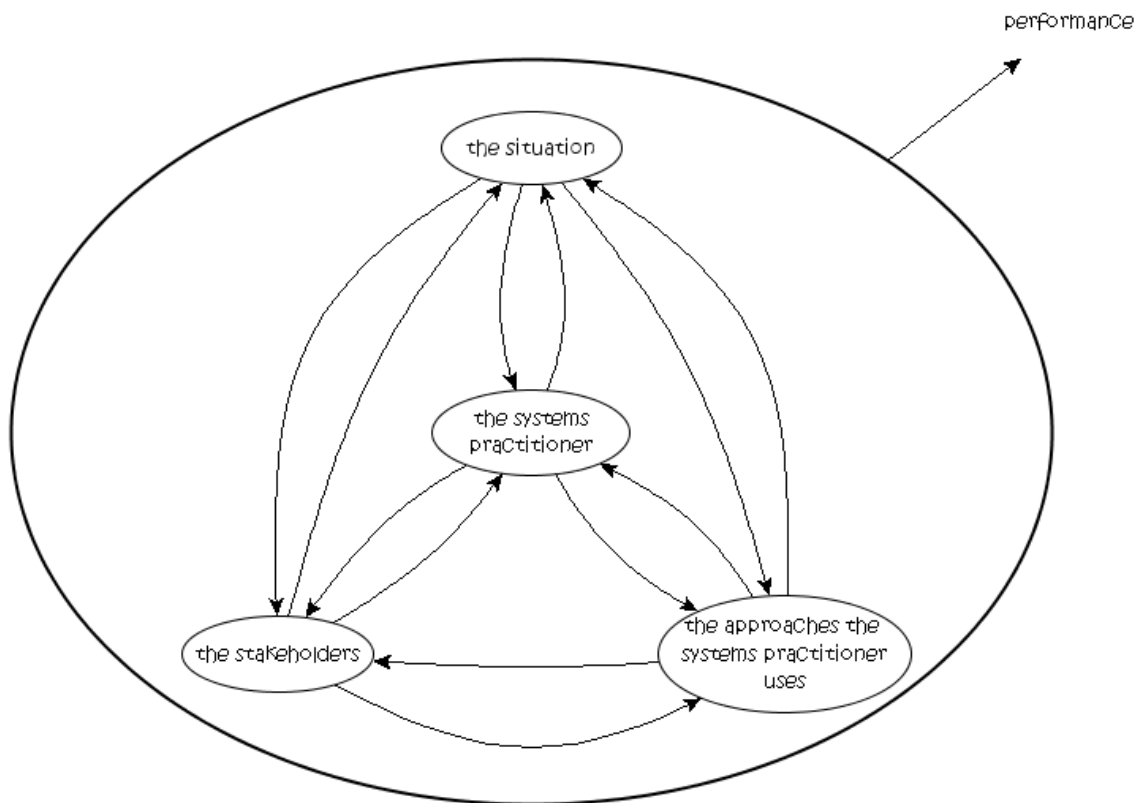 performance
the situation
the systems
practitioner
the stakeholders
the approaches the
systems practitioner
uses